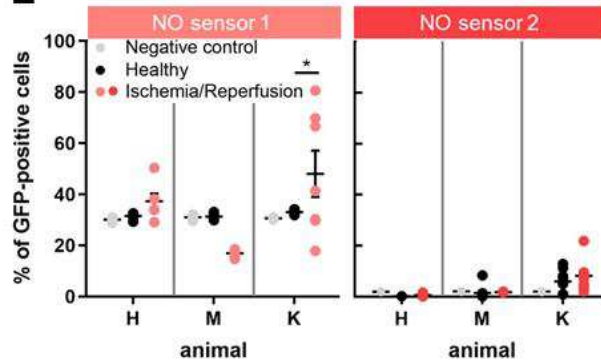 NO sensor 1 NO sensor 2
100
Negative control
80
Healthy
*
Ischemia/Reperfusion
60
40
20
0
H M K H M K
animal animal
% of GFP-positive cells